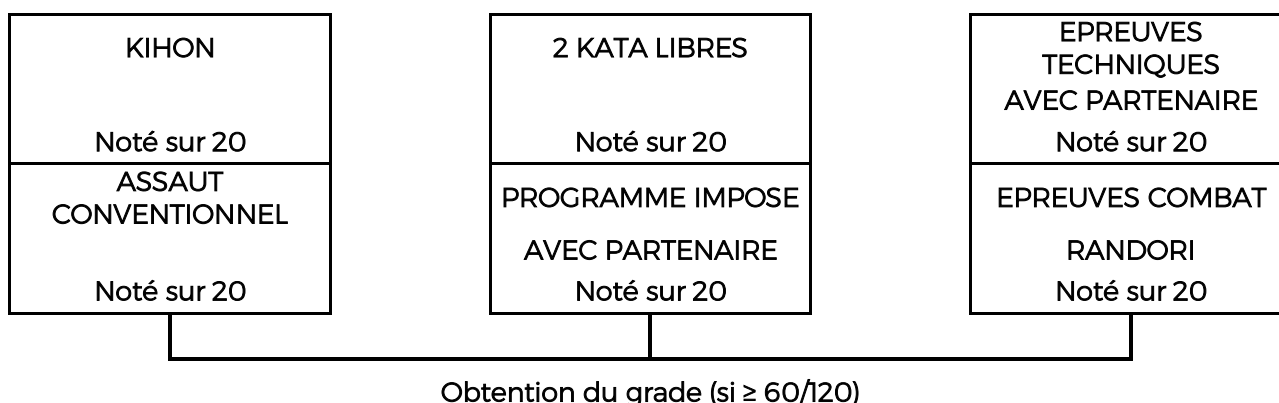 KIHON
Noté sur 20
ASSAUT
CONVENTIONNEL
Noté sur 20
2 KATA LIBRES
Noté sur 20
PROGRAMME IMPOSE
AVEC PARTENAIRE
Noté sur 20
EPREUVES
TECHNIQUES
AVEC PARTENAIRE
Noté sur 20
EPREUVES COMBAT
RANDORI
Noté sur 20
Obtention du grade (si ≥ 60/120)